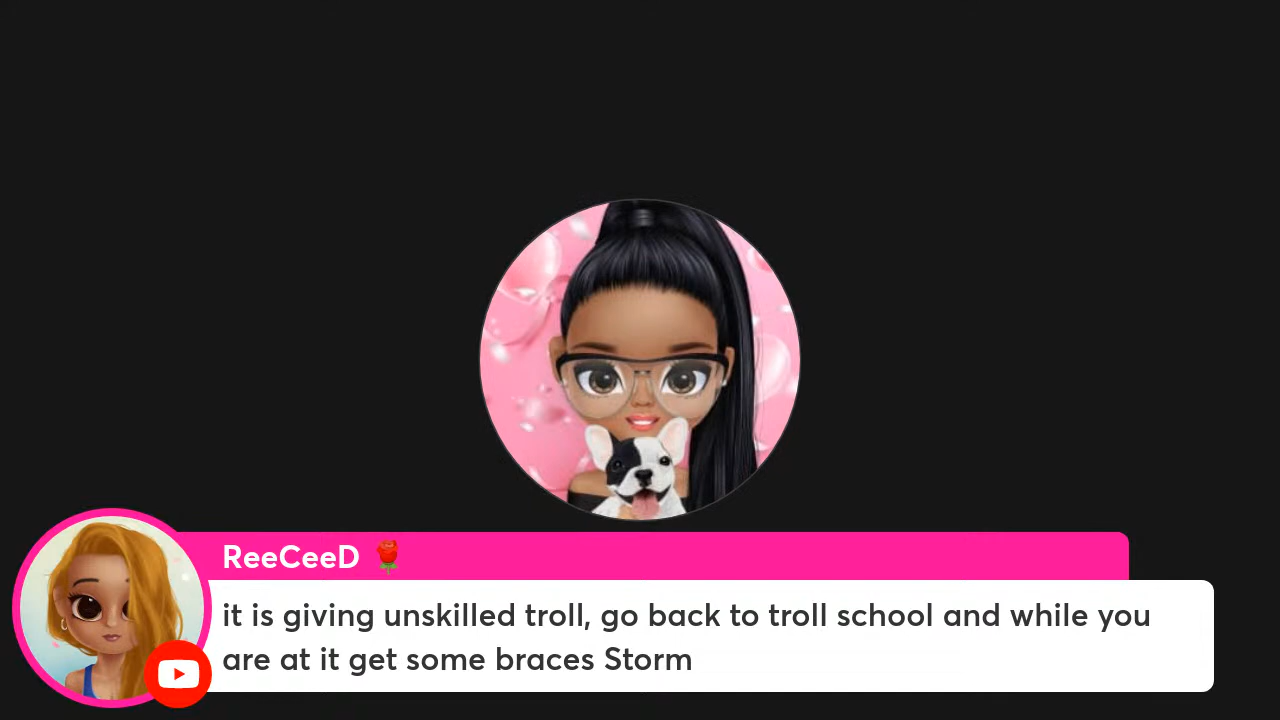 ReeCeeD 🌹
it is giving unskilled troll, go back to troll school and while you
are at it get some braces Storm